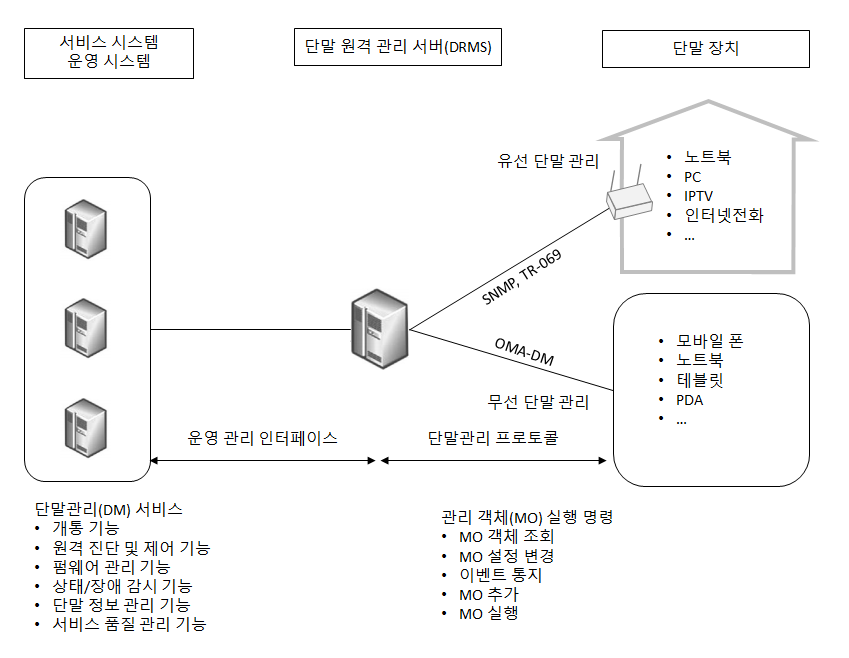 서비스 시스템
운영 시스템
단말 원격 관리 서버(DRMS)
단말 장치
유선 단말 관리
• 노트북
• PC
• IPTV
• 인터넷전화
• ...
SNMP, TR-069
OMA-DM
무선 단말 관리
• 모바일 폰
• 노트북
• 테블릿
• PDA
• ...
운영 관리 인터페이스
단말관리 프로토콜
단말관리(DM) 서비스
• 개통 기능
• 원격 진단 및 제어 기능
• 펌웨어 관리 기능
• 상태/장애 감시 기능
• 단말 정보 관리 기능
• 서비스 품질 관리 기능
관리 객체(MO) 실행 명령
• MO 객체 조회
• MO 설정 변경
• 이벤트 통지
• MO 추가
• MO 실행